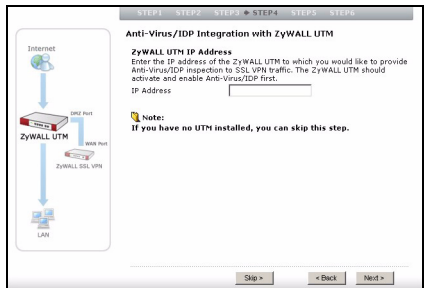 STEP1 STEP2 STEP3 STEP4 STEP5 STEP6
Anti-Virus/IDP Integration with ZyWALL UTM
Internet
DMZ Port
ZyWALL UTM
WAN Port
ZyWALL SSL VPN
LAN
ZyWALL UTM IP Address
Enter the IP address of the ZyWALL UTM to which you would like to provide
Anti-Virus/IDP inspection to SSL VPN traffic. The ZyWALL UTM should
activate and enable Anti-Virus/IDP first.
IP Address
Note:
If you have no UTM installed, you can skip this step.
Skip >
< Back
Next >